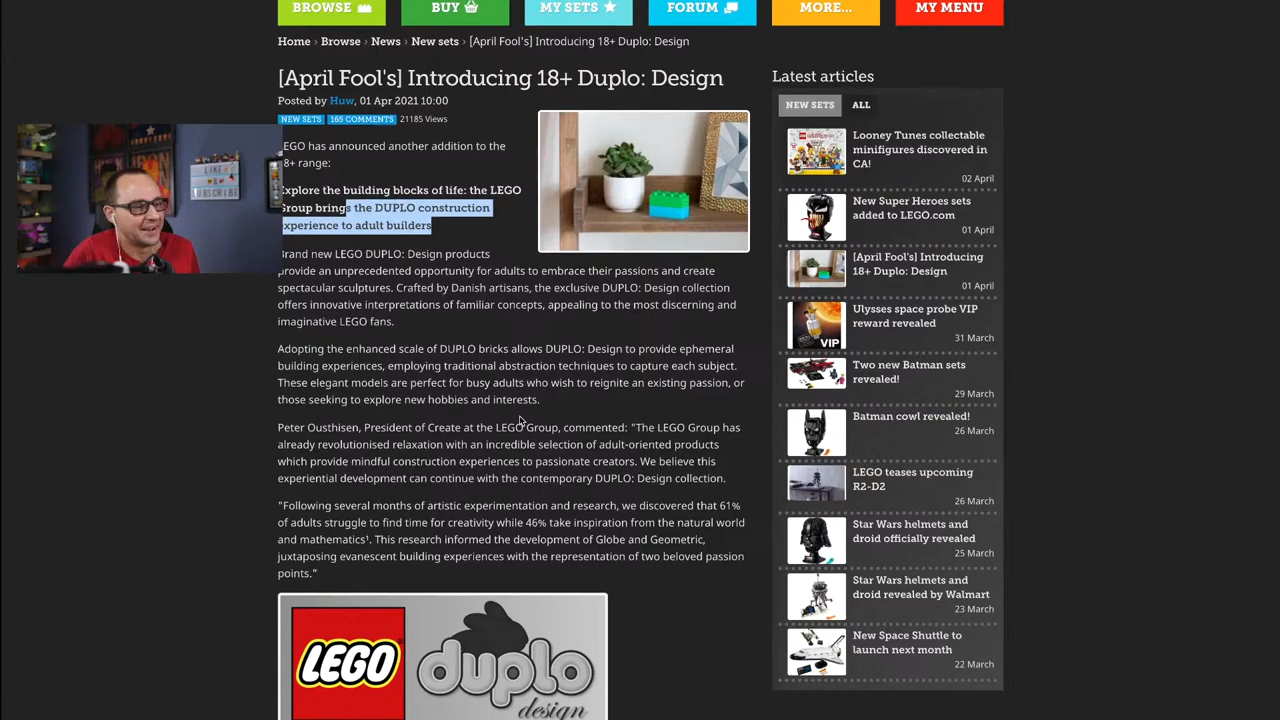 BROWSE
BUY
MY SETS
FORUM
MORE...
MY MENU
Home › Browse › News › New sets › [April Fool's] Introducing 18+ Duplo: Design
[April Fool's] Introducing 18+ Duplo: Design
Posted by Huw, 01 Apr 2021 10:00
NEW SETS 165 COMMENTS 21185 Views
LEGO has announced another addition to the
8+ range:
Explore the building blocks of life: the LEGO
Group brings the DUPLO construction
experience to adult builders
Brand new LEGO DUPLO: Design products
provide an unprecedented opportunity for adults to embrace their passions and create
spectacular sculptures. Crafted by Danish artisans, the exclusive DUPLO: Design collection
offers innovative interpretations of familiar concepts, appealing to the most discerning and
imaginative LEGO fans.
Adopting the enhanced scale of DUPLO bricks allows DUPLO: Design to provide ephemeral
building experiences, employing traditional abstraction techniques to capture each subject.
These elegant models are perfect for busy adults who wish to reignite an existing passion, or
those seeking to explore new hobbies and interests.
Peter Ousthisen, President of Create at the LEGO Group, commented: "The LEGO Group has
already revolutionised relaxation with an incredible selection of adult-oriented products
which provide mindful construction experiences to passionate creators. We believe this
experiential development can continue with the contemporary DUPLO: Design collection.
"Following several months of artistic experimentation and research, we discovered that 61%
of adults struggle to find time for creativity while 46% take inspiration from the natural world
and mathematics¹. This research informed the development of Globe and Geometric,
juxtaposing evanescent building experiences with the representation of two beloved passion
points."
LEGO
duplo
design
LIKE &
UBSCRIBE
Latest articles
NEW SETS
ALL
Looney Tunes collectable
minifigures discovered in
CA!
02 April
New Super Heroes sets
added to LEGO.com
01 April
[April Fool's] Introducing
18+ Duplo: Design
01 April
Ulysses space probe VIP
reward revealed
31 March
VIP
Two new Batman sets
revealed!
29 March
Batman cowl revealed!
26 March
LEGO teases upcoming
R2-D2
26 March
Star Wars helmets and
droid officially revealed
25 March
Star Wars helmets and
droid revealed by Walmart
23 March
New Space Shuttle to
launch next month
22 March